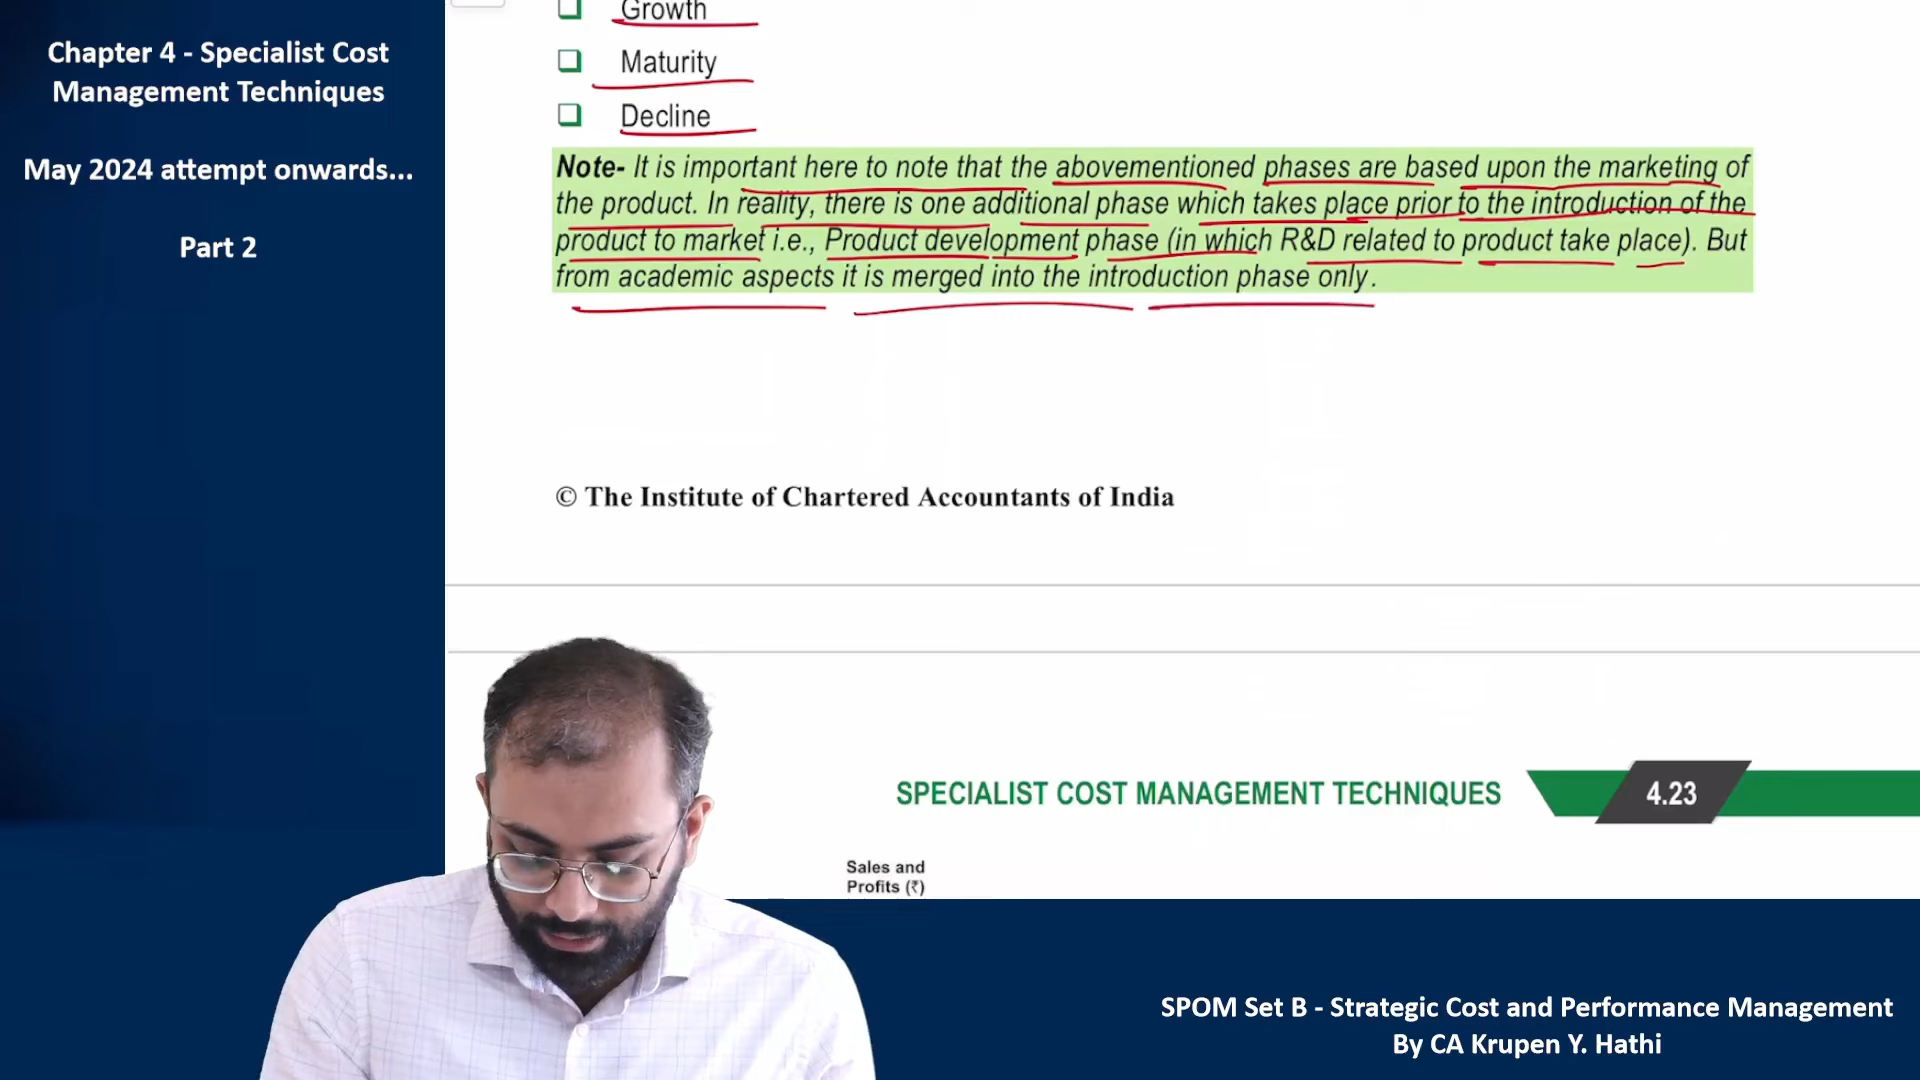 Chapter 4 - Specialist Cost
Management Techniques
May 2024 attempt onwards...
Part 2
Growth
Maturity
Decline
Note- It is important here to note that the abovementioned phases are based upon the marketing of
the product. In reality, there is one additional phase which takes place prior to the introduction of the
product to market i.e., Product development phase (in which R&D related to product take place). But
from academic aspects it is merged into the introduction phase only.
© The Institute of Chartered Accountants of India
SPECIALIST COST MANAGEMENT TECHNIQUES
4.23
Sales and
Profits (₹)
SPOM Set B - Strategic Cost and Performance Management
By CA Krupen Y. Hathi